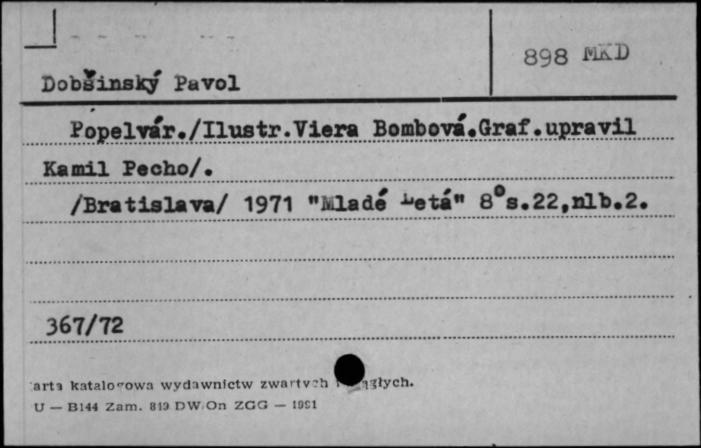 898 MKD
Dobšinský Pavol
Popelvár./Ilustr.Viera Bombová.Graf.upravil
Kamil Pecho/.
/Bratislava/ 1971 "Mladé Letá" 8°s.22,nlb.2.
367/72
arta katalogowa wydawnictw zwartych i ciągłych.
U — B144 Zam. 819 DW/On ZGG — 1961